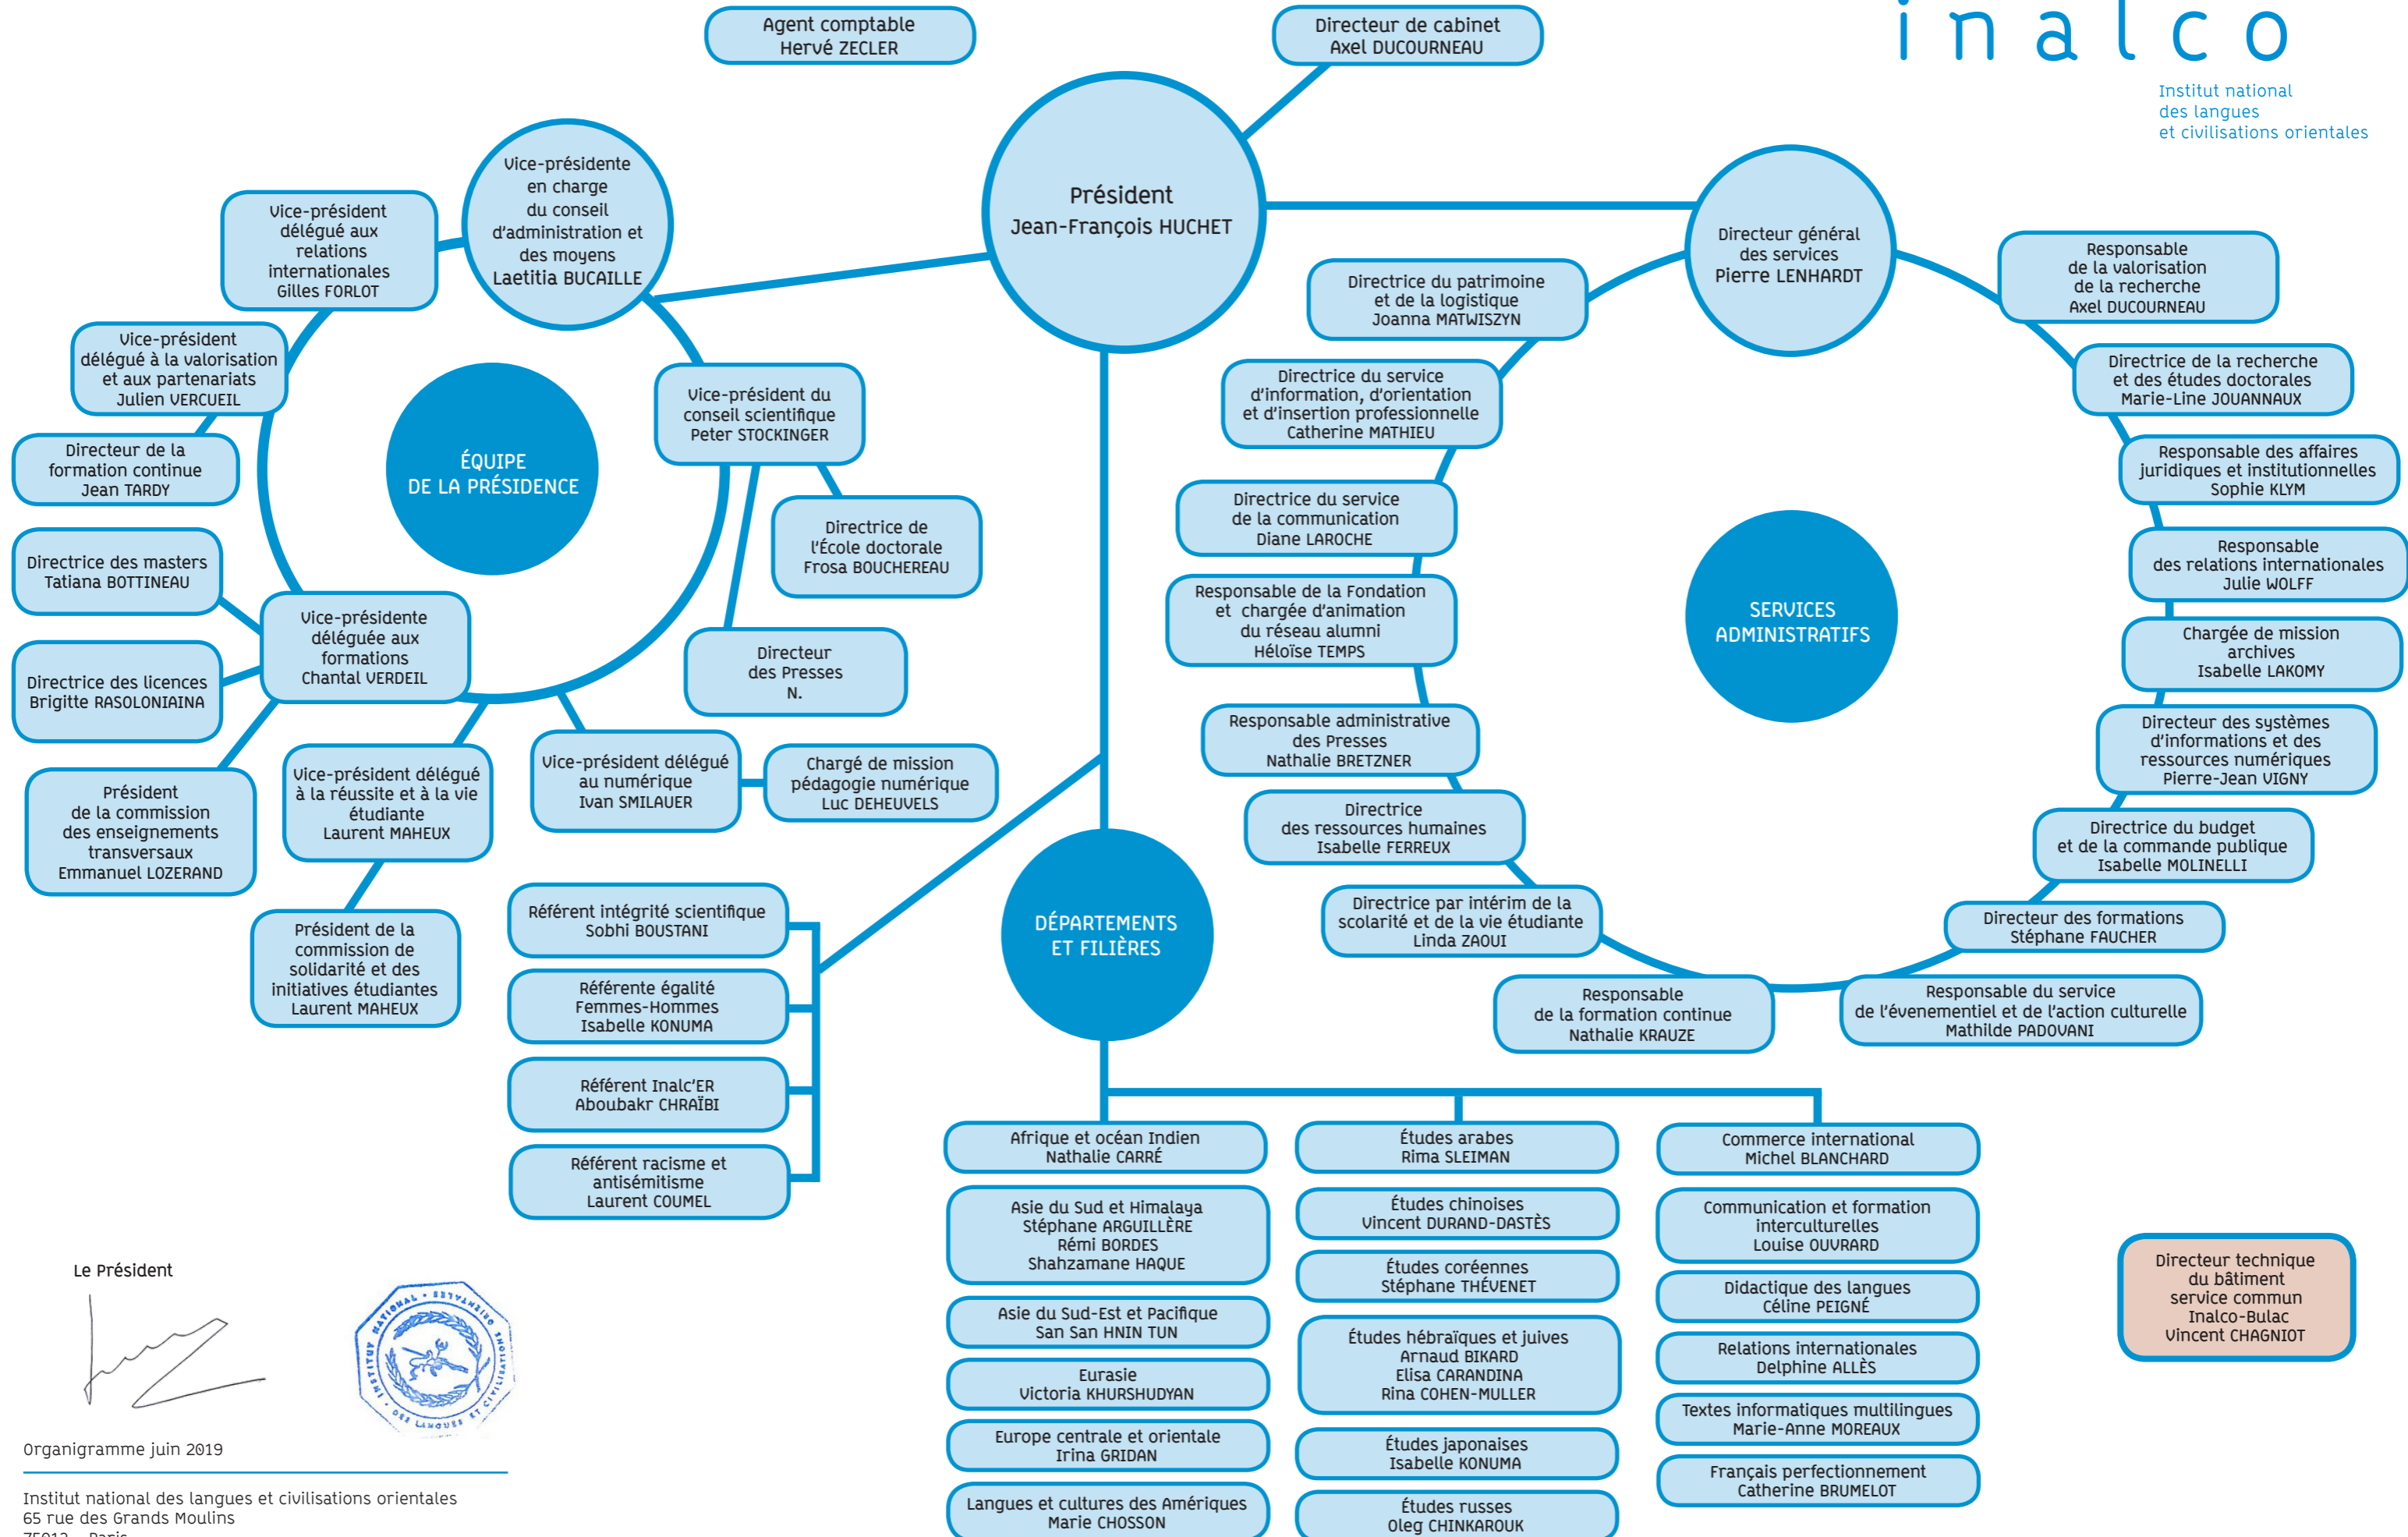 Agent comptable
Hervé ZECLER
Directeur de cabinet
Axel DUCOURNEAU
inalco
Institut national
des langues
et civilisations orientales
Président
Jean-François HUCHET
Vice-présidente
en charge
du conseil
d'administration et
des moyens
Laetitia BUCAILLE
Vice-président
délégué aux
relations
internationales
Gilles FORLOT
Vice-président
délégué à la valorisation
et aux partenariats
Julien VERCUEIL
Directeur de la
formation continue
Jean TARDY
ÉQUIPE
DE LA PRÉSIDENCE
Vice-président du
conseil scientifique
Peter STOCKINGER
Directrice de
l'École doctorale
Frosa BOUCHEREAU
Directeur
des Presses
N.
Directrice des masters
Tatiana BOTTINEAU
Directrice des licences
Brigitte RASOLONIAINA
Vice-présidente
déléguée aux
formations
Chantal VERDEIL
Président
de la commission
des enseignements
transversaux
Emmanuel LOZERAND
Vice-président délégué
à la réussite et à la vie
étudiante
Laurent MAHEUX
Président de la
commission de
solidarité et des
initiatives étudiantes
Laurent MAHEUX
Vice-président délégué
au numérique
Ivan SMILAUER
Chargé de mission
pédagogie numérique
Luc DEHEUVELS
Référent intégrité scientifique
Sobhi BOUSTANI
Référente égalité
Femmes-Hommes
Isabelle KONUMA
Référent Inalc'ER
Aboubakr CHRAÏBI
Référent racisme et
antisémitisme
Laurent COUMEL
Directeur général
des services
Pierre LENHARDT
Directrice du patrimoine
et de la logistique
Joanna MATWISZYN
Directrice du service
d'information, d'orientation
et d'insertion professionnelle
Catherine MATHIEU
Directrice du service
de la communication
Diane LAROCHE
Responsable de la Fondation
et chargée d'animation
du réseau alumni
Héloïse TEMPS
Responsable administrative
des Presses
Nathalie BRETZNER
Directrice
des ressources humaines
Isabelle FERREUX
Directrice par intérim de la
scolarité et de la vie étudiante
Linda ZAOUI
Responsable
de la formation continue
Nathalie KRAUZE
SERVICES
ADMINISTRATIFS
Responsable
de la valorisation
de la recherche
Axel DUCOURNEAU
Directrice de la recherche
et des études doctorales
Marie-Line JOUANNAUX
Responsable des affaires
juridiques et institutionnelles
Sophie KLYM
Responsable
des relations internationales
Julie WOLFF
Chargée de mission
archives
Isabelle LAKOMY
Directeur des systèmes
d'informations et des
ressources numériques
Pierre-Jean VIGNY
Directrice du budget
et de la commande publique
Isabelle MOLINELLI
Directeur des formations
Stéphane FAUCHER
Responsable du service
de l'évenementiel et de l'action culturelle
Mathilde PADOVANI
DÉPARTEMENTS
ET FILIÈRES
Afrique et océan Indien
Nathalie CARRÉ
Asie du Sud et Himalaya
Stéphane ARGUILLÈRE
Rémi BORDES
Shahzamane HAQUE
Asie du Sud-Est et Pacifique
San San HNIN TUN
Eurasie
Victoria KHURSHUDYAN
Europe centrale et orientale
Irina GRIDAN
Langues et cultures des Amériques
Marie CHOSSON
Études arabes
Rima SLEIMAN
Études chinoises
Vincent DURAND-DASTÈS
Études coréennes
Stéphane THÉVENET
Études hébraïques et juives
Arnaud BIKARD
Elisa CARANDINA
Rina COHEN-MULLER
Études japonaises
Isabelle KONUMA
Études russes
Oleg CHINKAROUK
Commerce international
Michel BLANCHARD
Communication et formation
interculturelles
Louise OUVRARD
Didactique des langues
Céline PEIGNÉ
Relations internationales
Delphine ALLÈS
Textes informatiques multilingues
Marie-Anne MOREAUX
Français perfectionnement
Catherine BRUMELOT
Directeur technique
du bâtiment
service commun
Inalco-Bulac
Vincent CHAGNIOT
Le Président
INSTITUT NATIONAL • DES LANGUES ET CIVILISATIONS ORIENTALES •
Organigramme juin 2019
Institut national des langues et civilisations orientales
65 rue des Grands Moulins
75013 Paris